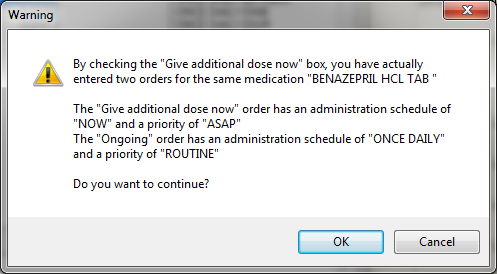 Warning
By checking the "Give additional dose now" box, you have actually
entered two orders for the same medication "BENAZEPRIL HCL TAB "
The "Give additional dose now" order has an administration schedule of
"NOW" and a priority of "ASAP"
The "Ongoing" order has an administration schedule of "ONCE DAILY"
and a priority of "ROUTINE"
Do you want to continue?
OK
Cancel